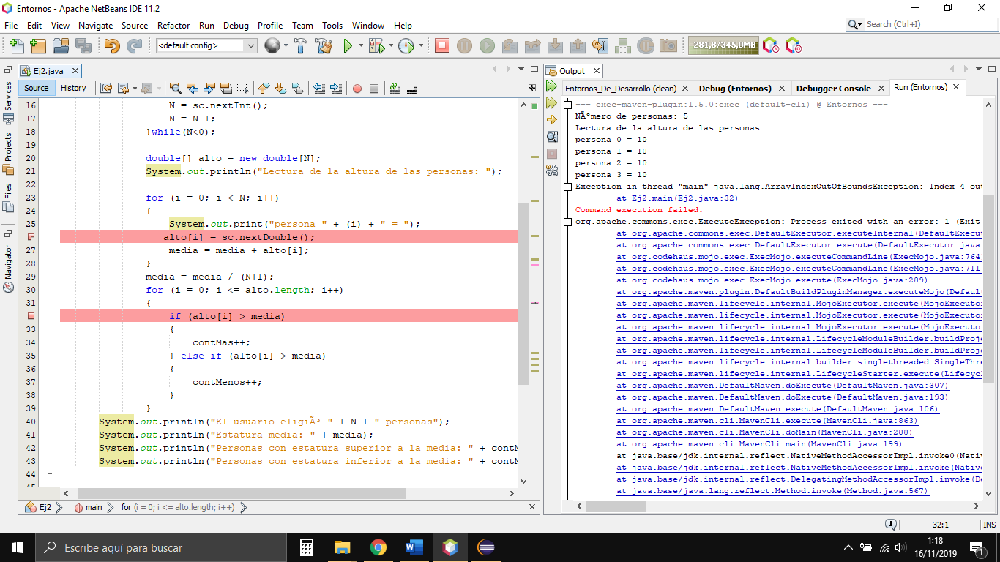 Entornos - Apache NetBeans IDE 11.2
File Edit View Navigate Source Refactor Run Debug Profile Team Tools Window Help
Search (Ctrl+I)
<default config>
281,8/345,0MB
Ej2.java
Source History
Services
Projects
Files
Navigator
16 N = sc.nextInt();
17 N = N-1;
18 }while(N<0);
19
20 double[] alto = new double[N];
21 System.out.println("Lectura de la altura de las personas: ");
22
23 for (i = 0; i < N; i++)
24 {
25 System.out.print("persona " + (i) + " = ");
alto[i] = sc.nextDouble();
27 media = media + alto[i];
28 }
29 media = media / (N+1);
30 for (i = 0; i <= alto.length; i++)
31 {
if (alto[i] > media)
33 {
34 contMas++;
35 } else if (alto[i] > media)
36 {
37 contMenos++;
38 }
39 }
40 System.out.println("El usuario eligiÃ³ " + N + " personas");
41 System.out.println("Estatura media: " + media);
42 System.out.println("Personas con estatura superior a la media: " + contM
43 System.out.println("Personas con estatura inferior a la media: " + contM
44
45
Ej2 main for (i = 0; i <= alto.length; i++)
Output
Entornos_De_Desarrollo (clean) Debug (Entornos) Debugger Console Run (Entornos)
--- exec-maven-plugin:1.5.0:exec (default-cli) @ Entornos ---
NÃºmero de personas: 5
Lectura de la altura de las personas:
persona 0 = 10
persona 1 = 10
persona 2 = 10
persona 3 = 10
Exception in thread "main" java.lang.ArrayIndexOutOfBoundsException: Index 4 out
at Ej2.main(Ej2.java:32)
Command execution failed.
org.apache.commons.exec.ExecuteException: Process exited with an error: 1 (Exit
at org.apache.commons.exec.DefaultExecutor.executeInternal(DefaultExecut
at org.apache.commons.exec.DefaultExecutor.execute(DefaultExecutor.java
at org.codehaus.mojo.exec.ExecMojo.executeCommandLine(ExecMojo.java:764)
at org.codehaus.mojo.exec.ExecMojo.executeCommandLine(ExecMojo.java:711)
at org.codehaus.mojo.exec.ExecMojo.execute(ExecMojo.java:289)
at org.apache.maven.plugin.DefaultBuildPluginManager.executeMojo(Default
at org.apache.maven.lifecycle.internal.MojoExecutor.execute(MojoExecutor
at org.apache.maven.lifecycle.internal.MojoExecutor.execute(MojoExecutor
at org.apache.maven.lifecycle.internal.MojoExecutor.execute(MojoExecutor
at org.apache.maven.lifecycle.internal.LifecycleModuleBuilder.buildProje
at org.apache.maven.lifecycle.internal.LifecycleModuleBuilder.buildProje
at org.apache.maven.lifecycle.internal.builder.singlethreaded.SingleThre
at org.apache.maven.lifecycle.internal.LifecycleStarter.execute(Lifecycl
at org.apache.maven.DefaultMaven.doExecute(DefaultMaven.java:307)
at org.apache.maven.DefaultMaven.doExecute(DefaultMaven.java:193)
at org.apache.maven.DefaultMaven.execute(DefaultMaven.java:106)
at org.apache.maven.cli.MavenCli.execute(MavenCli.java:863)
at org.apache.maven.cli.MavenCli.doMain(MavenCli.java:288)
at org.apache.maven.cli.MavenCli.main(MavenCli.java:199)
at java.base/jdk.internal.reflect.NativeMethodAccessorImpl.invoke0(Nativ
at java.base/jdk.internal.reflect.NativeMethodAccessorImpl.invoke(Native
at java.base/jdk.internal.reflect.DelegatingMethodAccessorImpl.invoke(De
at java.base/java.lang.reflect.Method.invoke(Method.java:567)
1 32:1 INS
Escribe aquí para buscar
1:18
16/11/2019
1